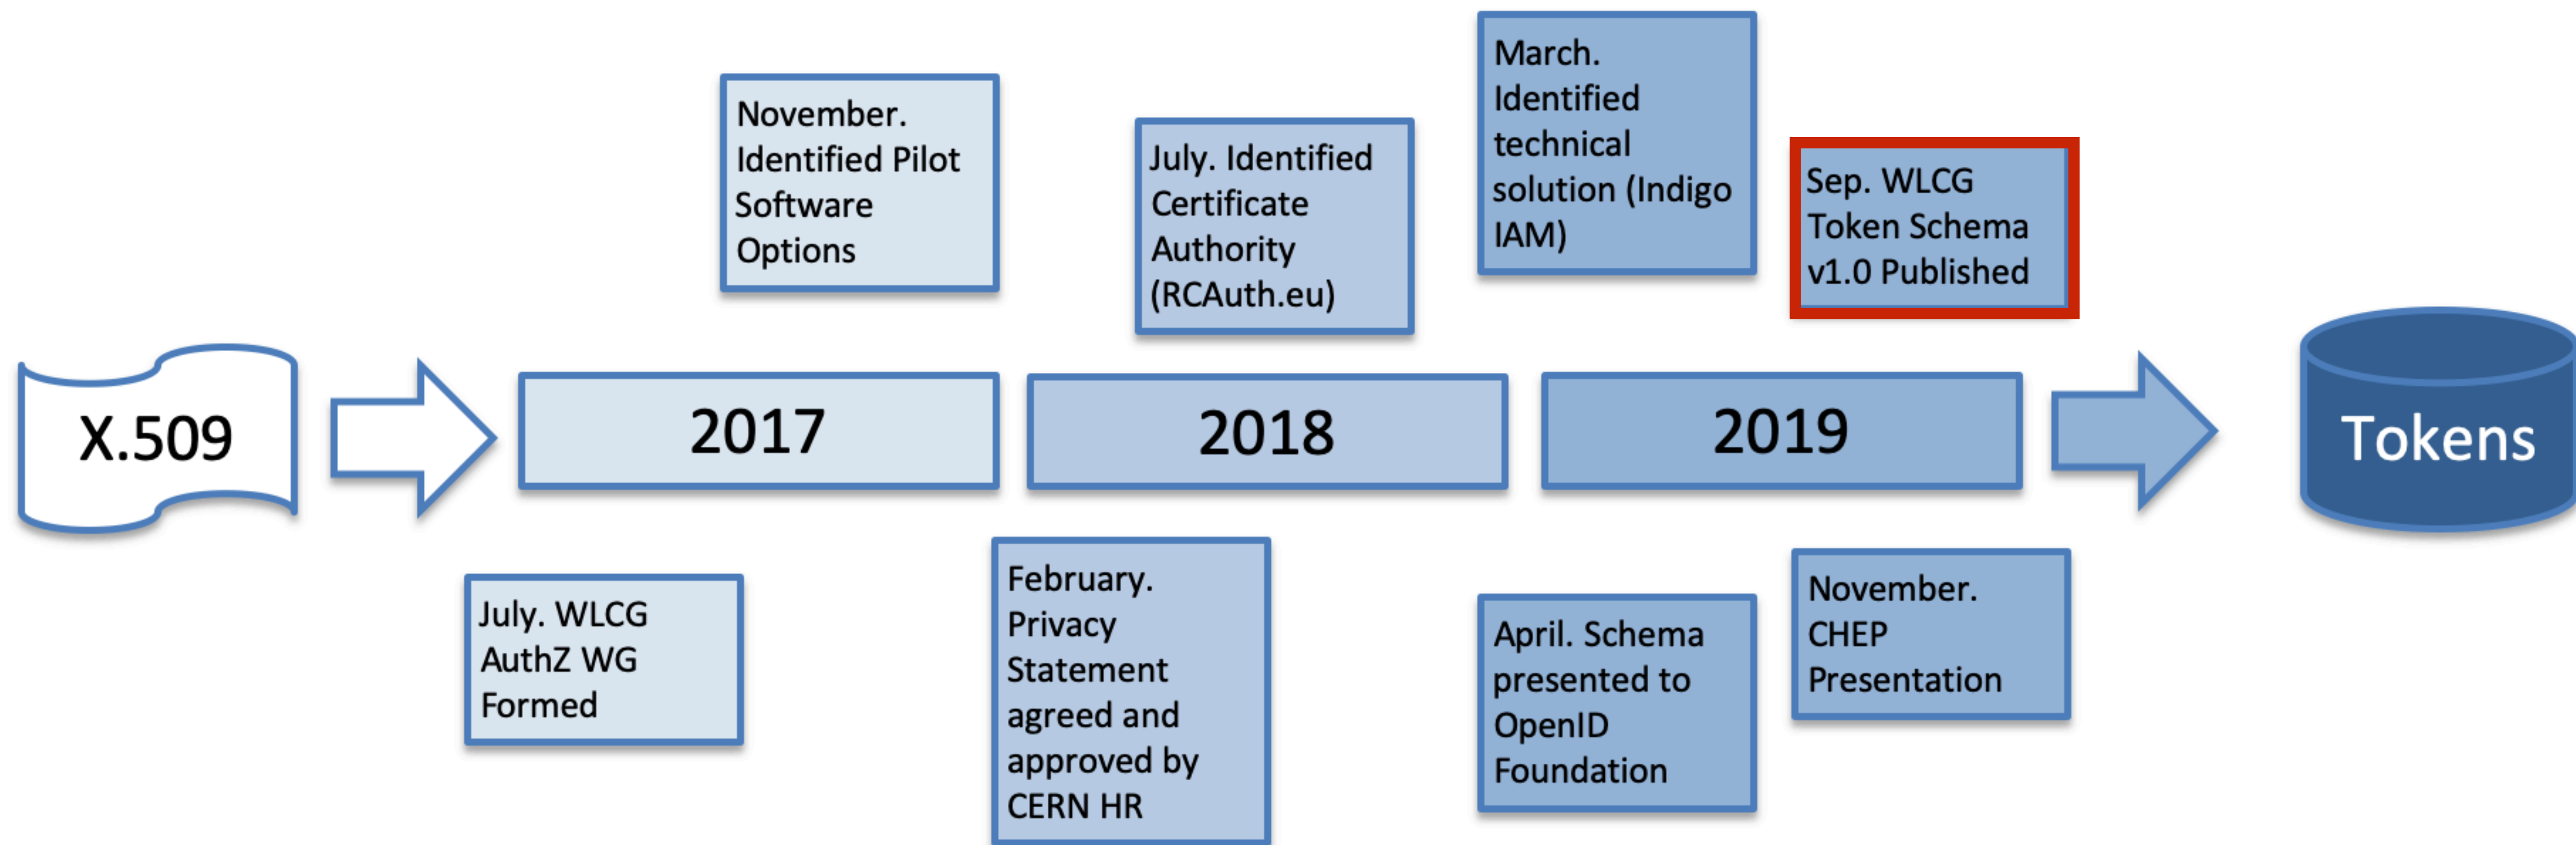 November.
Identified Pilot
Software
Options
July. Identified
Certificate
Authority
(RCAuth.eu)
March.
Identified
technical
solution (Indigo
IAM)
Sep. WLCG
Token Schema
v1.0 Published
X.509
2017
2018
2019
Tokens
July. WLCG
AuthZ WG
Formed
February.
Privacy
Statement
agreed and
approved by
CERN HR
April. Schema
presented to
OpenID
Foundation
November.
CHEP
Presentation